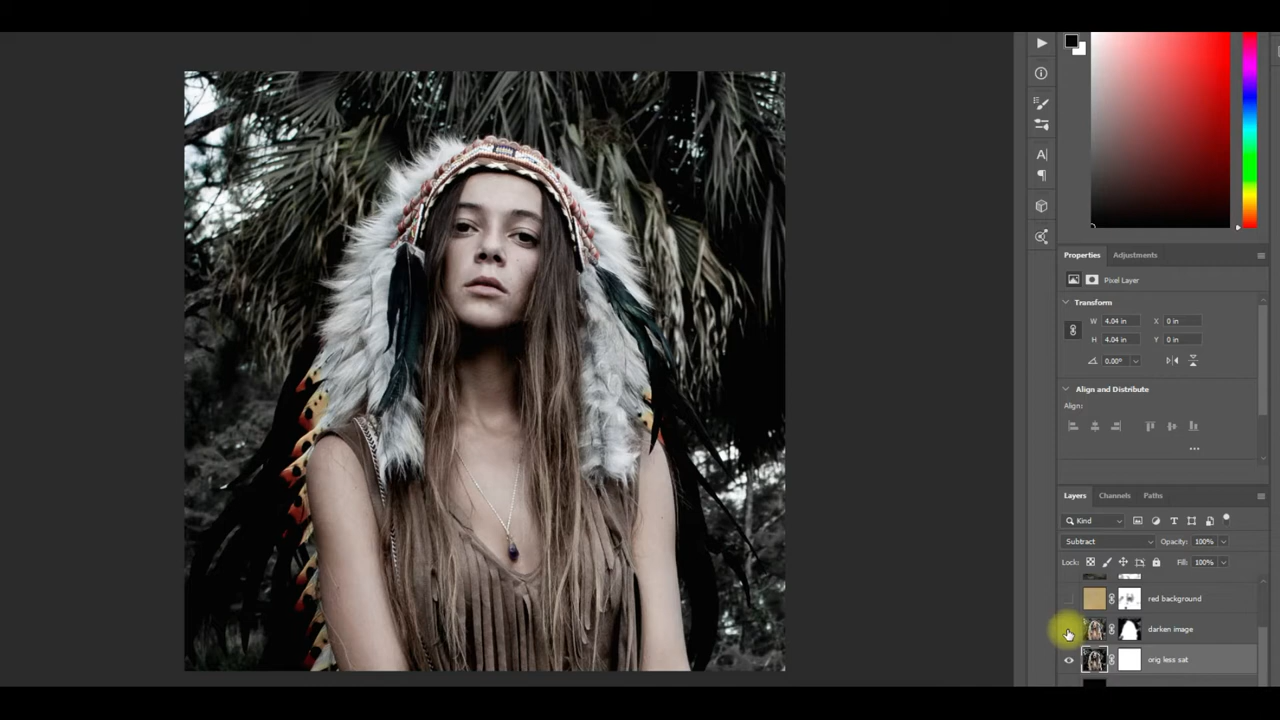 A|
Properties Adjustments
Pixel Layer
Transform
W 4.04 in X 0 in
H 4.04 in Y 0 in
0.00°
Align and Distribute
Align:
Layers Channels Paths
Kind
Subtract Opacity: 100%
Lock: Fill: 100%
red background
darken image
orig less sat